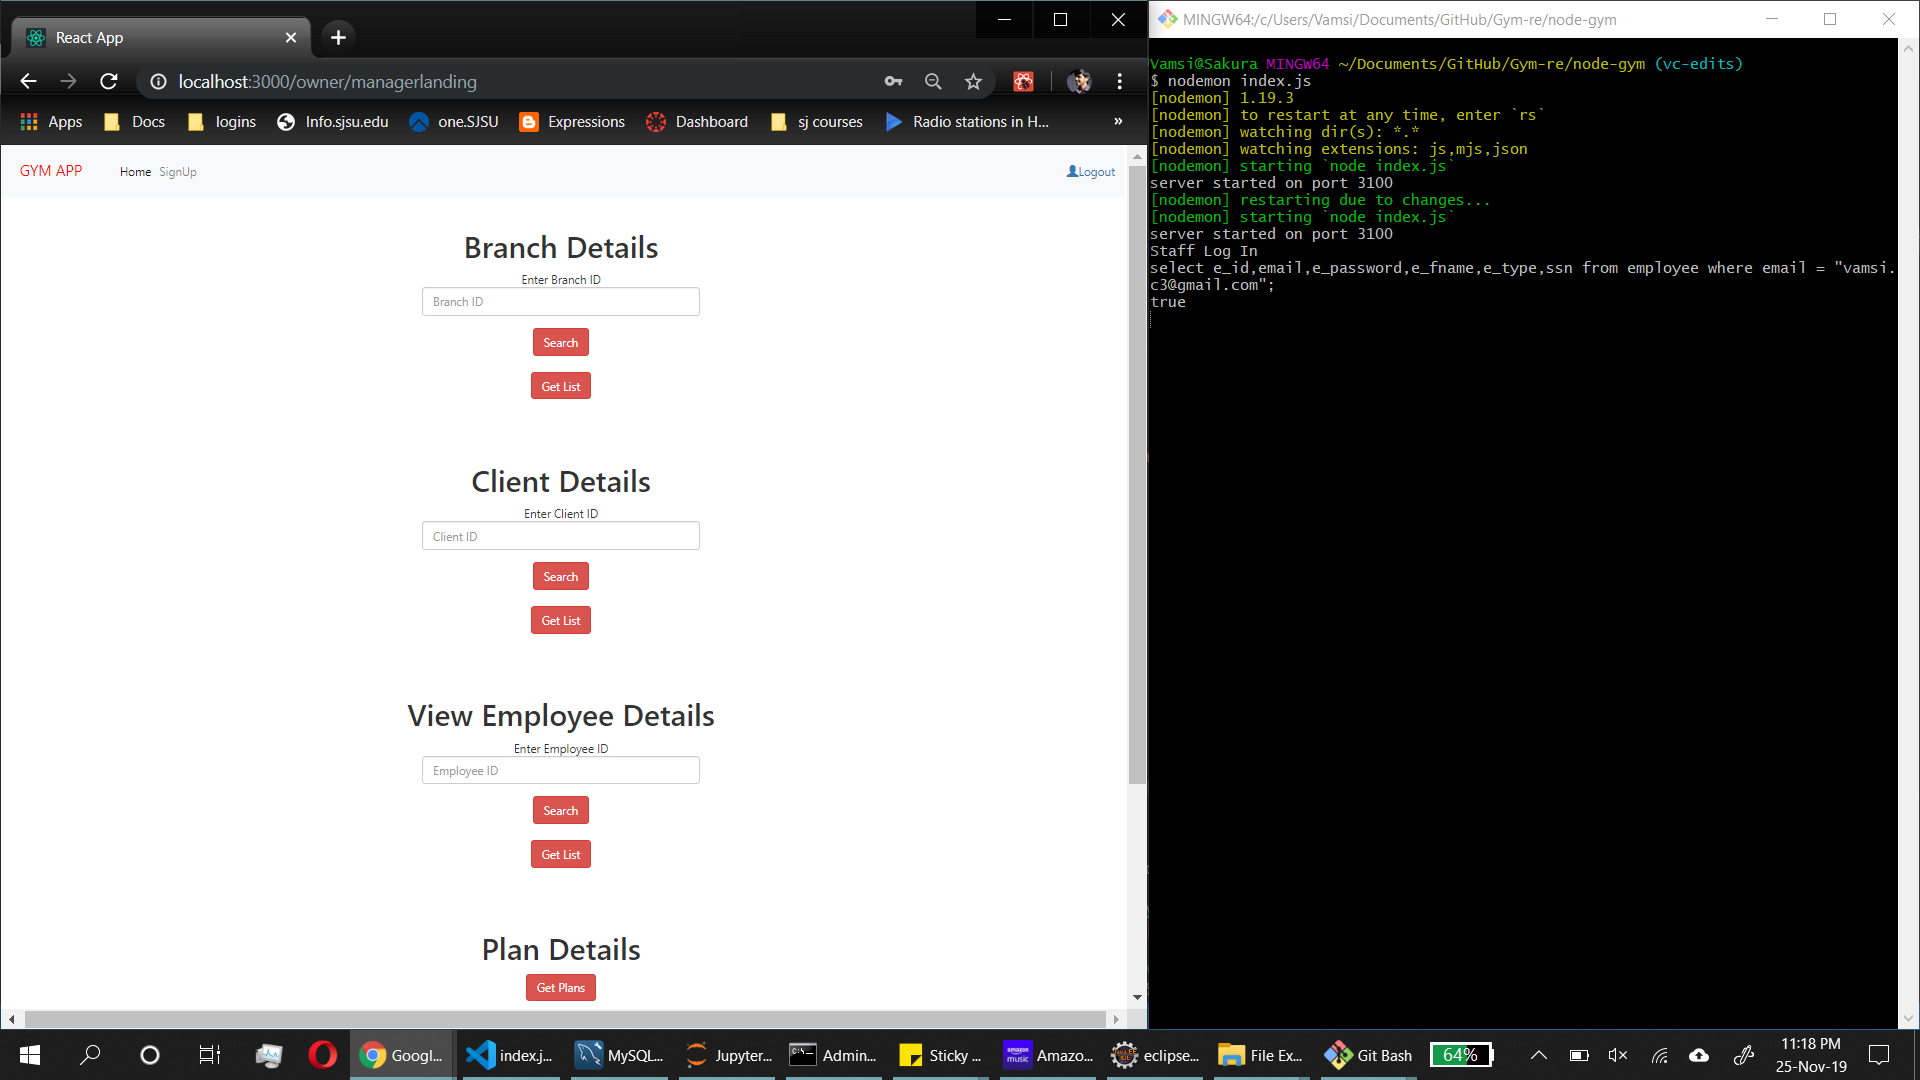 React App
localhost:3000/owner/managerlanding
Apps Docs logins Info.sjsu.edu one.SJSU Expressions Dashboard sj courses Radio stations in H... »
GYM APP Home SignUp Logout
Branch Details
Enter Branch ID
Branch ID
Search
Get List
Client Details
Enter Client ID
Client ID
Search
Get List
View Employee Details
Enter Employee ID
Employee ID
Search
Get List
Plan Details
Get Plans
MINGW64:/c/Users/Vamsi/Documents/GitHub/Gym-re/node-gym
Vamsi@Sakura MINGW64 ~/Documents/GitHub/Gym-re/node-gym (vc-edits)
$ nodemon index.js
[nodemon] 1.19.3
[nodemon] to restart at any time, enter `rs`
[nodemon] watching dir(s): *.*
[nodemon] watching extensions: js,mjs,json
[nodemon] starting `node index.js`
server started on port 3100
[nodemon] restarting due to changes...
[nodemon] starting `node index.js`
server started on port 3100
Staff Log In
select e_id,email,e_password,e_fname,e_type,ssn from employee where email = "vamsi.
c3@gmail.com";
true
Googl... index.j... MySQL... Jupyter... Admin... Sticky ... Amazo... eclipse... File Ex... Git Bash 64% 11:18 PM
25-Nov-19